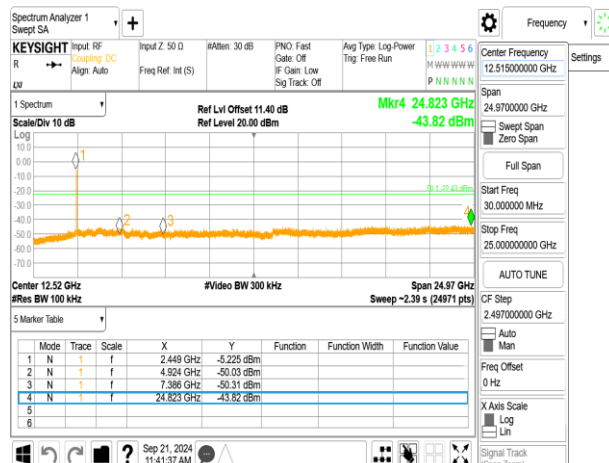 Spectrum Analyzer 1
Swept SA
+
Frequency
KEYSIGHT Input: RF Input Z: 50 Ω #Atten: 30 dB PNO: Fast Avg Type: Log-Power 1 2 3 4 5 6
R Coupling: DC Gate: Off Trig: Free Run M W W W W W
Align: Auto Freq Ref: Int (S) IF Gain: Low
LXI Sig Track: Off P N N N N N
Center Frequency
12.515000000 GHz
Settings
Span
24.9700000 GHz
Swept Span
Zero Span
Full Span
Start Freq
30.000000 MHz
Stop Freq
25.000000000 GHz
AUTO TUNE
CF Step
2.497000000 GHz
Auto
Man
Freq Offset
0 Hz
X Axis Scale
Log
Lin
Signal Track
1 Spectrum
Scale/Div 10 dB
Ref Lvl Offset 11.40 dB
Ref Level 20.00 dBm
Mkr4 24.823 GHz
-43.82 dBm
Log
10.0
0.00
-10.0
-20.0
-30.0
-40.0
-50.0
-60.0
-70.0
1
2
3
4
Center 12.52 GHz #Video BW 300 kHz Span 24.97 GHz
#Res BW 100 kHz Sweep ~2.39 s (24971 pts)
5 Marker Table
Mode Trace Scale X Y Function Function Width Function Value
1 N 1 f 2.449 GHz -5.225 dBm
2 N 1 f 4.924 GHz -50.03 dBm
3 N 1 f 7.386 GHz -50.31 dBm
4 N 1 f 24.823 GHz -43.82 dBm
5
6
?
Sep 21, 2024
11:41:37 AM